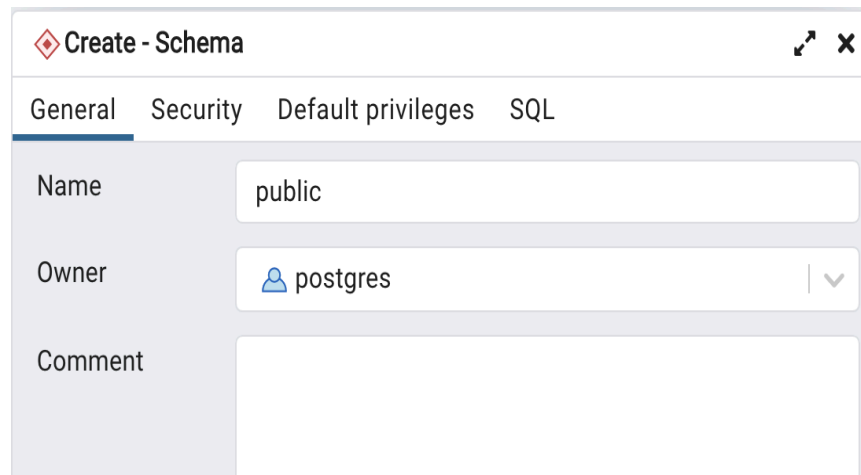 Create - Schema
General Security Default privileges SQL
Name public
Owner postgres
Comment